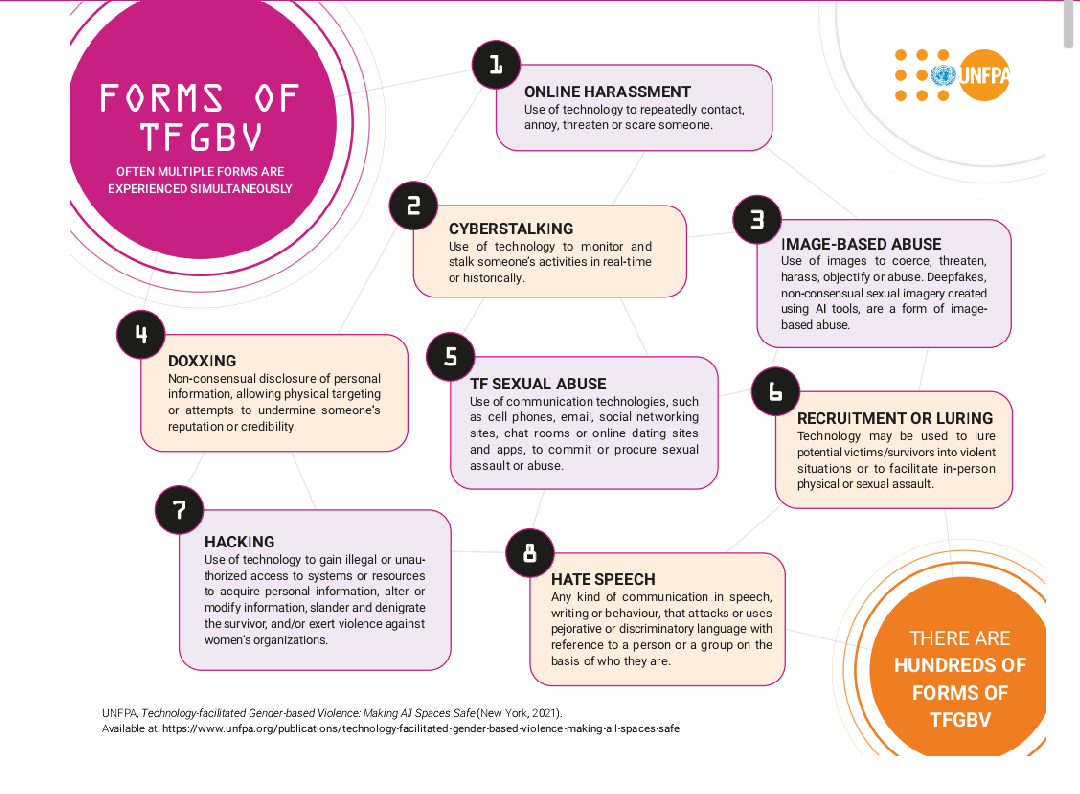 FORMS OF
TFGBV
OFTEN MULTIPLE FORMS ARE
EXPERIENCED SIMULTANEOUSLY
UNFPA
1
ONLINE HARASSMENT
Use of technology to repeatedly contact,
annoy, threaten or scare someone.
2
CYBERSTALKING
Use of technology to monitor and
stalk someone's activities in real-time
or historically.
3
IMAGE-BASED ABUSE
Use of images to coerce, threaten,
harass, objectify or abuse. Deepfakes,
non-consensual sexual imagery created
using AI tools, are a form of image-
based abuse.
4
DOXXING
Non-consensual disclosure of personal
information, allowing physical targeting
or attempts to undermine someone's
reputation or credibility.
5
TF SEXUAL ABUSE
Use of communication technologies, such
as cell phones, email, social networking
sites, chat rooms or online dating sites
and apps, to commit or procure sexual
assault or abuse.
6
RECRUITMENT OR LURING
Technology may be used to lure
potential victims/survivors into violent
situations or to facilitate in-person
physical or sexual assault.
7
HACKING
Use of technology to gain illegal or unau-
thorized access to systems or resources
to acquire personal information, alter or
modify information, slander and denigrate
the survivor, and/or exert violence against
women's organizations.
8
HATE SPEECH
Any kind of communication in speech,
writing or behaviour, that attacks or uses
pejorative or discriminatory language with
reference to a person or a group on the
basis of who they are.
THERE ARE
HUNDREDS OF
FORMS OF
TFGBV
UNFPA, Technology-facilitated Gender-based Violence: Making All Spaces Safe(New York, 2021).
Available at: https://www.unfpa.org/publications/technology-facilitated-gender-based-violence-making-all-spaces-safe